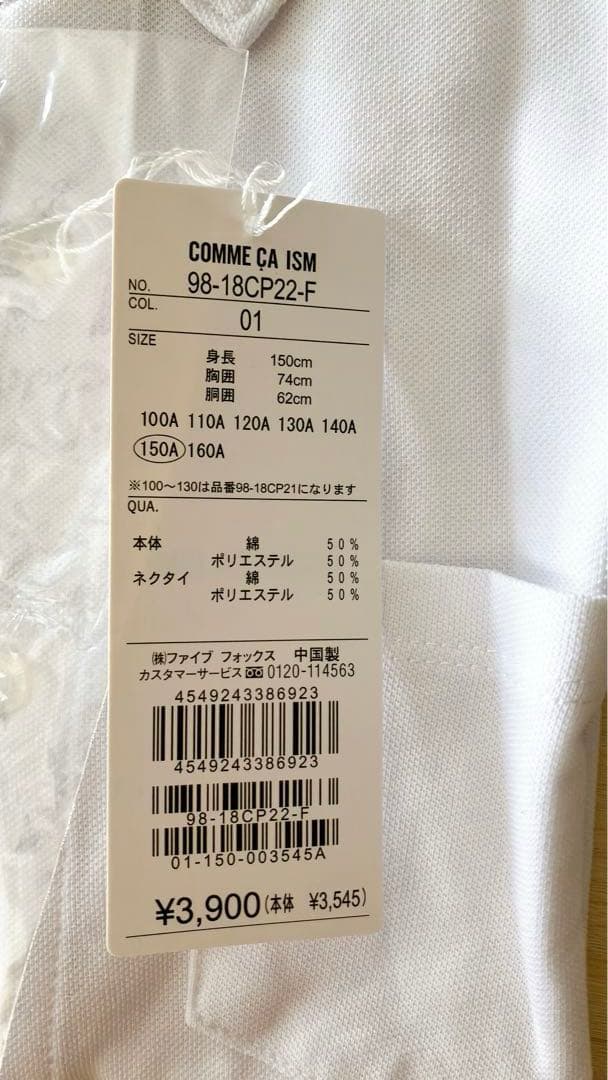 COMME ÇA ISM
NO. 98-18CP22-F
COL. 01
SIZE
身長 150cm
胸囲 74cm
胴囲 62cm
100A 110A 120A 130A 140A
150A 160A
※100〜130は品番98-18CP21になります
QUA.
本体 綿 50%
ポリエステル 50%
ネクタイ 綿 50%
ポリエステル 50%
㈱ファイブ フォックス 中国製
カスタマーサービス 0120-114563
4549243386923
4549243386923
98-18CP22-F
01-150-003545A
¥3,900(本体 ¥3,545)